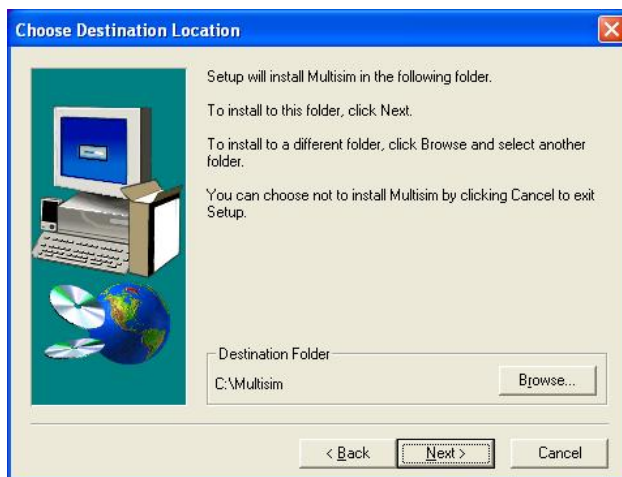 Choose Destination Location
Setup will install Multisim in the following folder.
To install to this folder, click Next.
To install to a different folder, click Browse and select another
folder.
You can choose not to install Multisim by clicking Cancel to exit
Setup.
Destination Folder
C:\Multisim
Browse...
< Back
Next >
Cancel